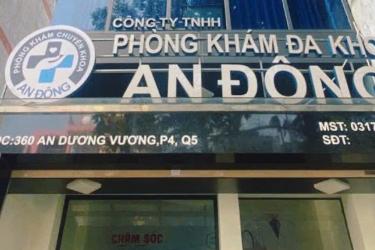 CÔNG TY TNHH
PHÒNG KHÁM ĐA KHO
AN ĐÔNG
PHÒNG KHÁM CHUYÊN KHOA
AN ĐÔNG
ĐC:360 AN DƯƠNG VƯƠNG,P4, Q5
MST: 0317
SĐT:
CHĂM SÓC